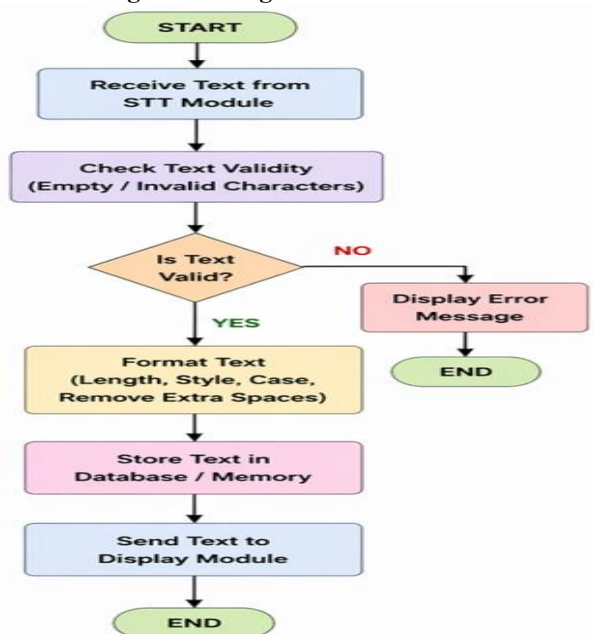 START
Receive Text from
STT Module
Check Text Validity
(Empty / Invalid Characters)
Is Text
Valid?
NO
Display Error
Message
END
YES
Format Text
(Length, Style, Case,
Remove Extra Spaces)
Store Text in
Database / Memory
Send Text to
Display Module
END